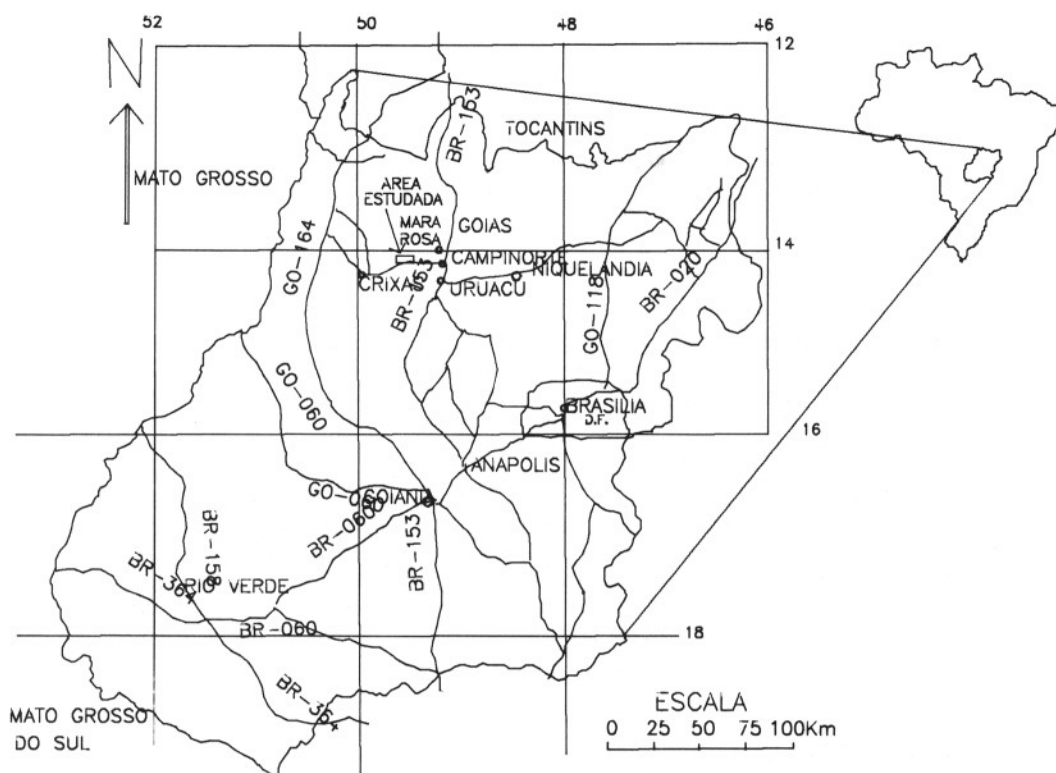 52
50
48
46
12
N
BR-153
TOCANTINS
MATO GROSSO
AREA
ESTUDADA
MARA
ROSA
GOIAS
14
GO-164
CAMPINORTE
NIQUELANDIA
CRIXAS
URUACU
BR-153
BR-020
GO-118
GO-060
BRASILIA
D.F.
16
ANAPOLIS
GO-060
GOIANIA
BR-0600
BR-153
BR-158
BR-364
RIO VERDE
BR-060
18
BR-364
MATO GROSSO
DO SUL
ESCALA
0 25 50 75 100Km